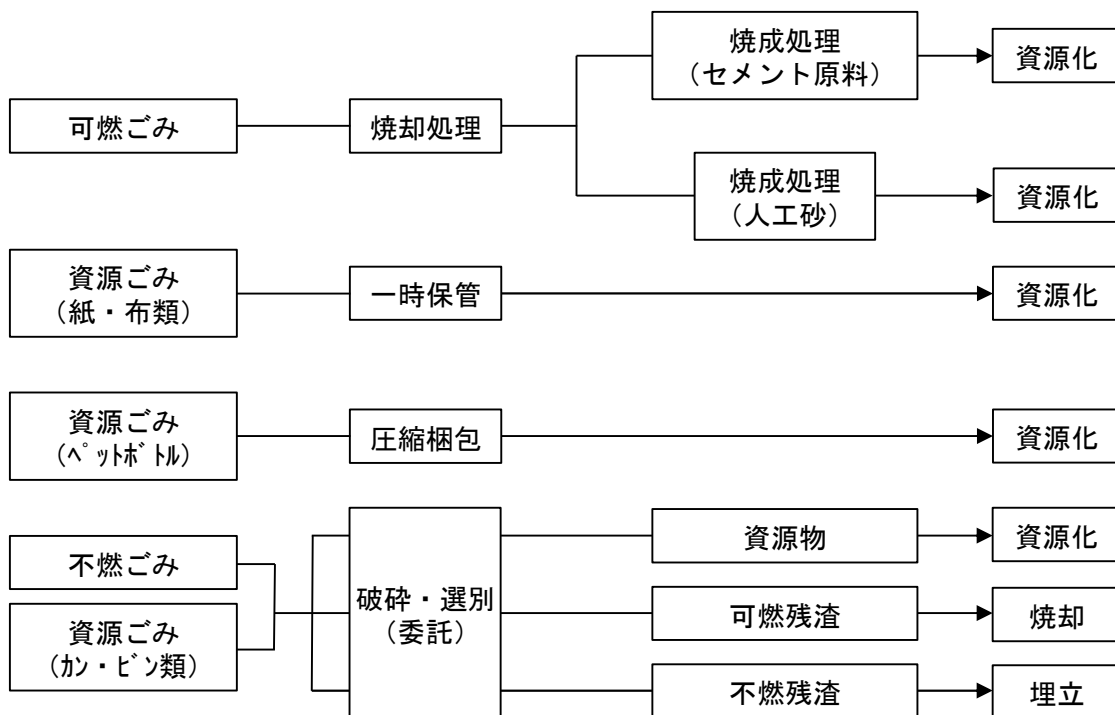 焼成処理
（セメント原料）
資源化
可燃ごみ
焼却処理
焼成処理
（人工砂）
資源化
資源ごみ
（紙・布類）
一時保管
資源化
資源ごみ
（ﾍﾟｯﾄﾎﾞﾄﾙ）
圧縮梱包
資源化
不燃ごみ
資源ごみ
（ｶﾝ・ﾋﾞﾝ類）
破砕・選別
（委託）
資源物
資源化
可燃残渣
焼却
不燃残渣
埋立